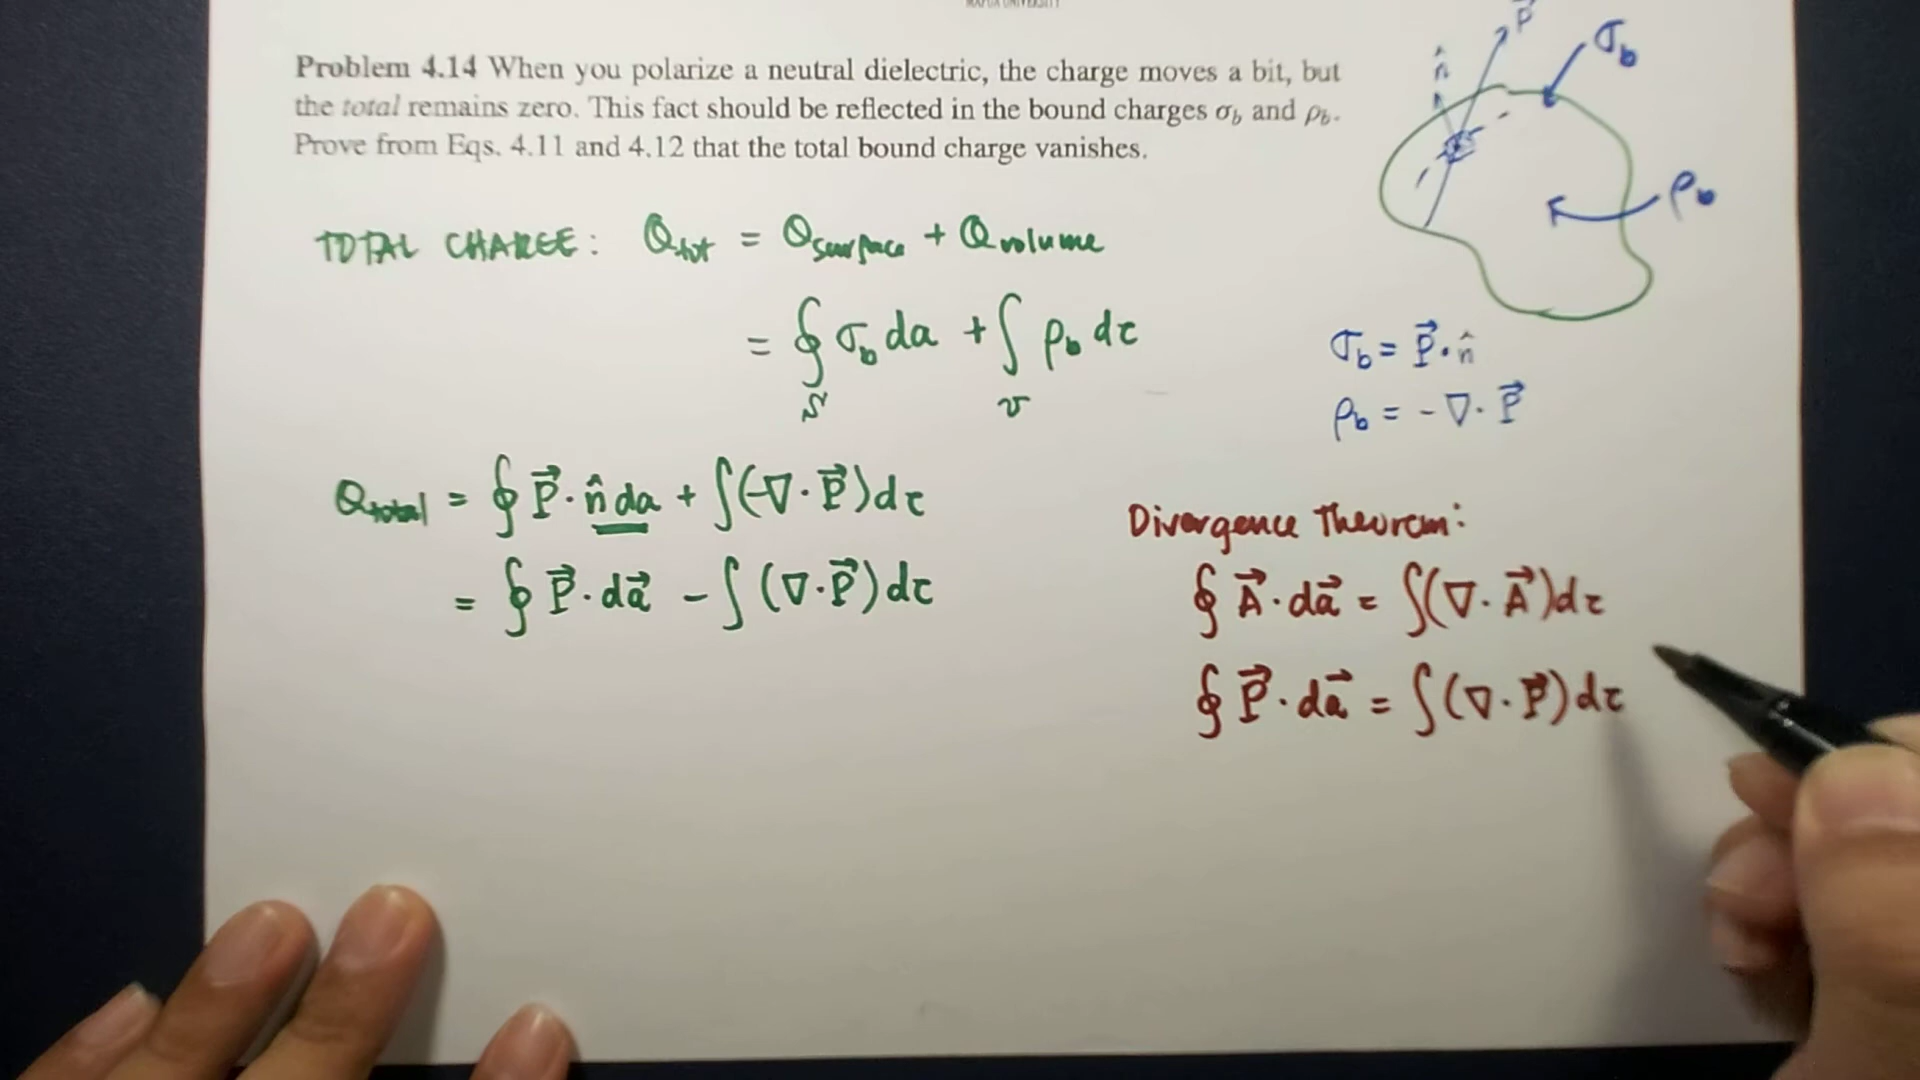 MAPÚA UNIVERSITY
Problem 4.14 When you polarize a neutral dielectric, the charge moves a bit, but
the total remains zero. This fact should be reflected in the bound charges σb and ρb.
Prove from Eqs. 4.11 and 4.12 that the total bound charge vanishes.
P⃗
n̂
σb
ρb
TOTAL CHARGE: Qtot = Qsurface + Qvolume
= ∮S σb da + ∫v ρb dτ
σb = P⃗ · n̂
ρb = - ∇ · P⃗
Qtotal = ∮ P⃗ · n̂ da + ∫(-∇ · P⃗) dτ
= ∮ P⃗ · da⃗ - ∫ (∇ · P⃗) dτ
Divergence Theorem:
∮ A⃗ · da⃗ = ∫(∇ · A⃗) dτ
∮ P⃗ · da⃗ = ∫(∇ · P⃗) dτ